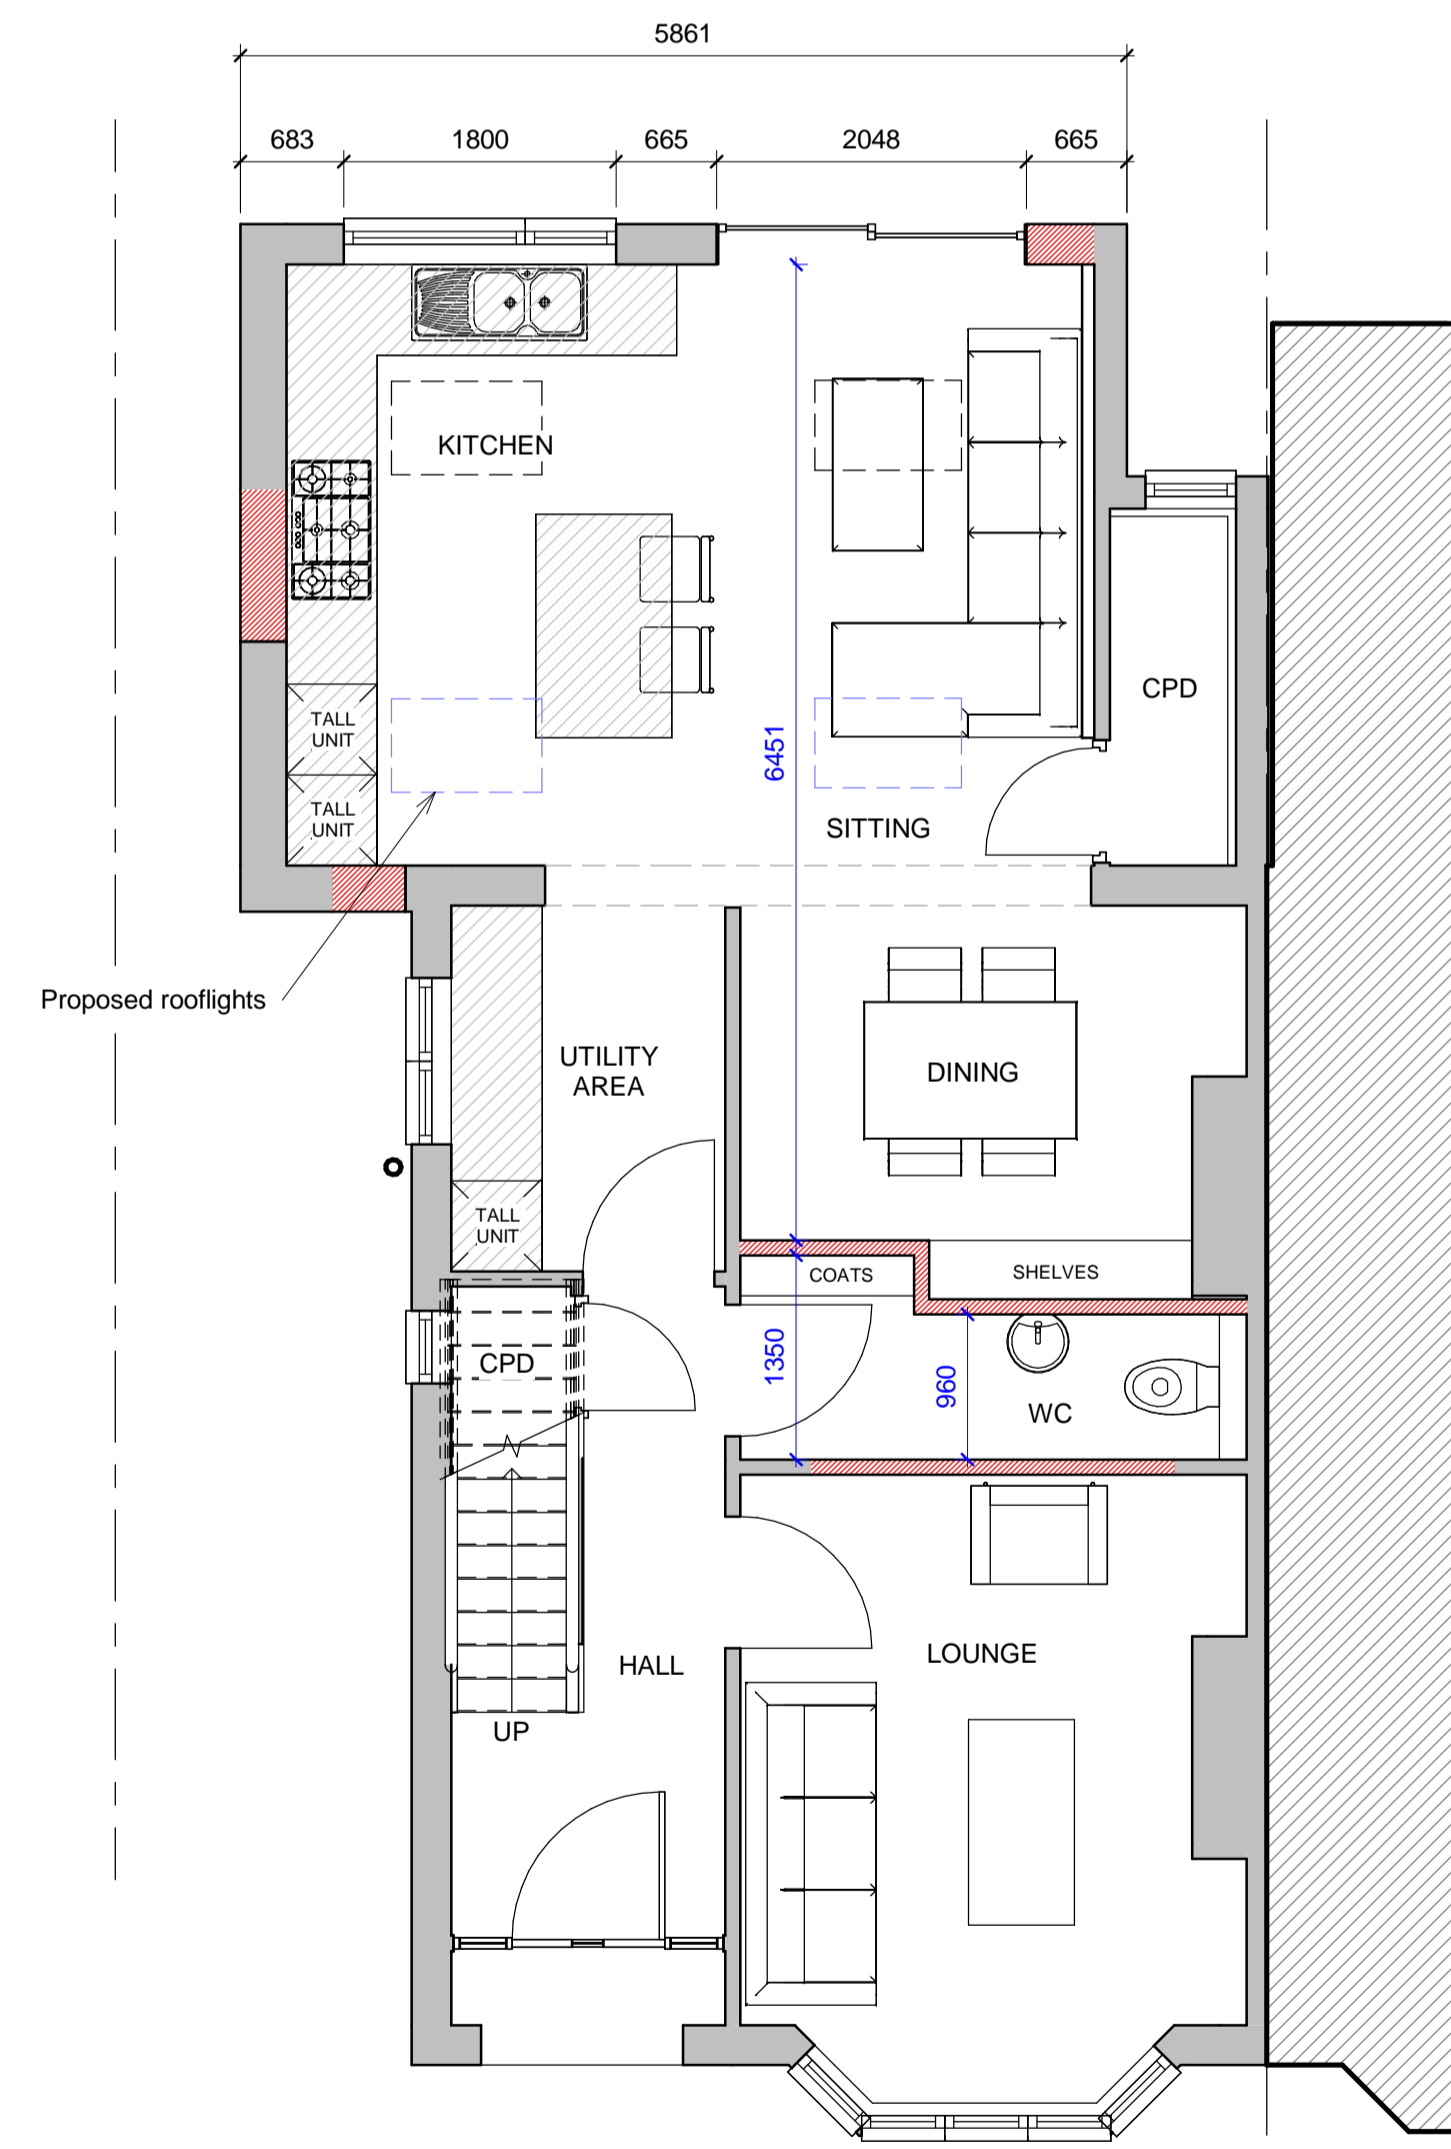 5861
683
1800
665
2048
665
KITCHEN
CPD
TALL
UNIT
6451
TALL
UNIT
SITTING
Proposed rooflights
UTILITY
AREA
DINING
TALL
UNIT
COATS
SHELVES
CPD
1350
960
WC
HALL
LOUNGE
UP